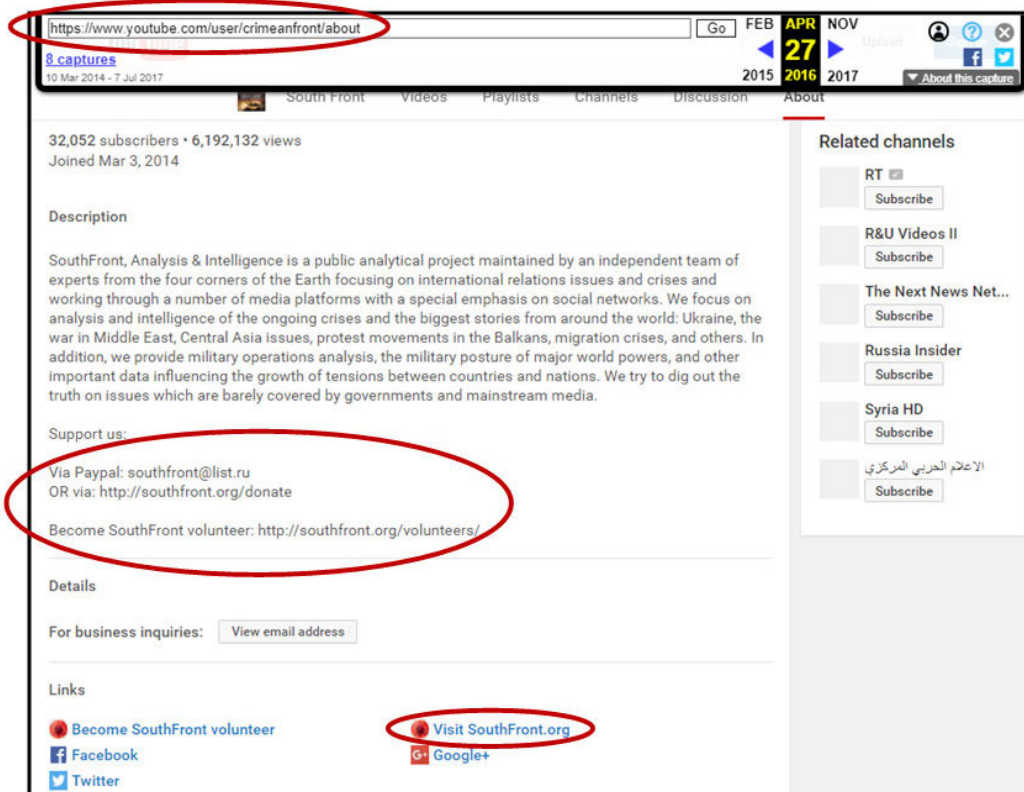 https://www.youtube.com/user/crimeanfront/about
Go
FEB APR NOV
8 captures
27
Upload
10 Mar 2014 - 7 Jul 2017
2015 2016 2017
▼ About this capture
South Front Videos Playlists Channels Discussion About
32,052 subscribers • 6,192,132 views
Joined Mar 3, 2014
Description
SouthFront, Analysis & Intelligence is a public analytical project maintained by an independent team of
experts from the four corners of the Earth focusing on international relations issues and crises and
working through a number of media platforms with a special emphasis on social networks. We focus on
analysis and intelligence of the ongoing crises and the biggest stories from around the world: Ukraine, the
war in Middle East, Central Asia issues, protest movements in the Balkans, migration crises, and others. In
addition, we provide military operations analysis, the military posture of major world powers, and other
important data influencing the growth of tensions between countries and nations. We try to dig out the
truth on issues which are barely covered by governments and mainstream media.
Support us:
Via Paypal: southfront@list.ru
OR via: http://southfront.org/donate
Become SouthFront volunteer: http://southfront.org/volunteers/
Details
For business inquiries: View email address
Links
Become SouthFront volunteer
Visit SouthFront.org
Facebook
Google+
Twitter
Related channels
RT
Subscribe
R&U Videos II
Subscribe
The Next News Net...
Subscribe
Russia Insider
Subscribe
Syria HD
Subscribe
الاعلام الحربي المركزي
Subscribe